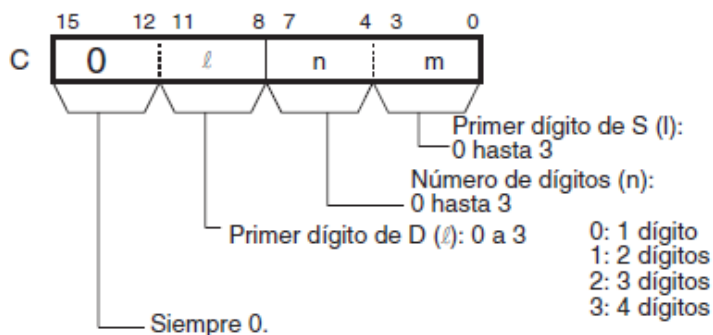 15 12 11 8 7 4 3 0
C 0 ℓ n m
Primer dígito de S (l):
0 hasta 3
Número de dígitos (n):
0 hasta 3
Primer dígito de D (ℓ): 0 a 3
0: 1 dígito
1: 2 dígitos
2: 3 dígitos
3: 4 dígitos
Siempre 0.